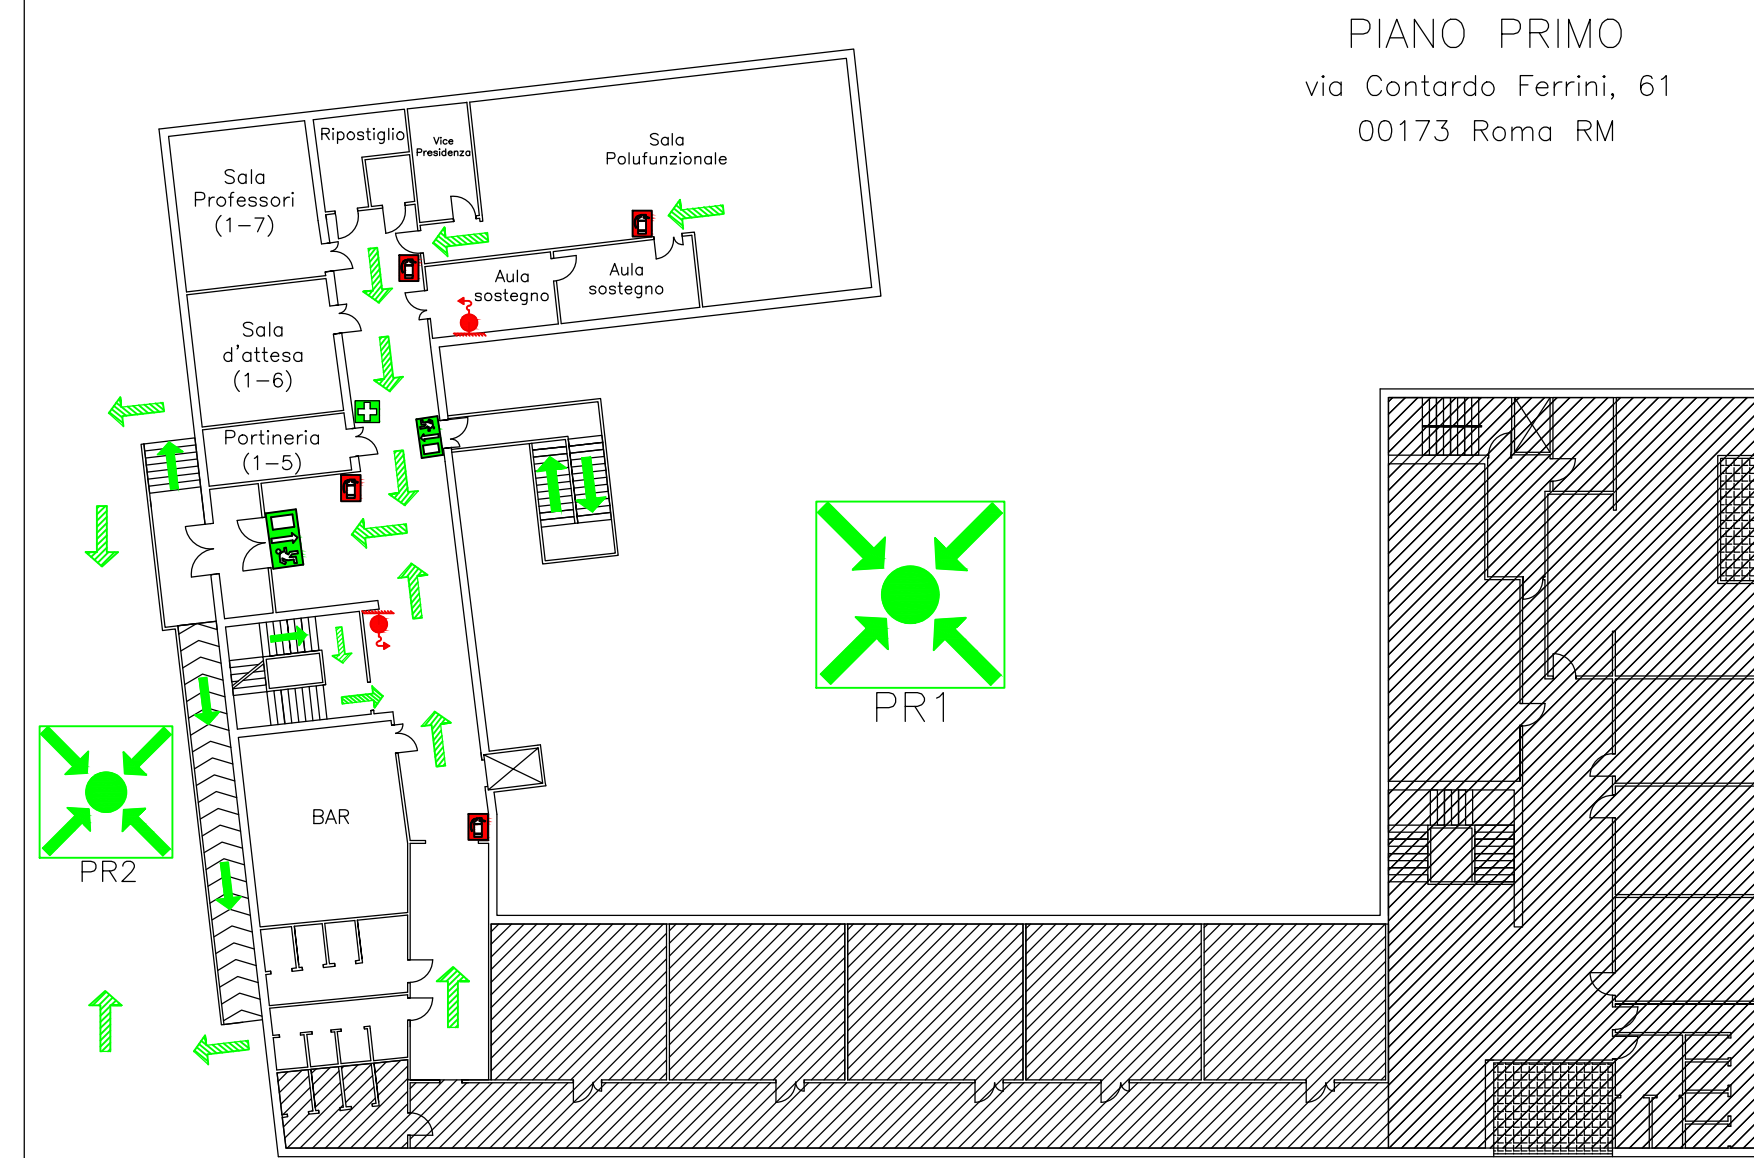 PIANO PRIMO
via Contardo Ferrini, 61
00173 Roma RM
Ripostiglio
Vice
Presidenza
Sala
Polufunzionale
Sala
Professori
(1-7)
Aula
sostegno
Aula
sostegno
Sala
d'attesa
(1-6)
Portineria
(1-5)
PR1
BAR
PR2